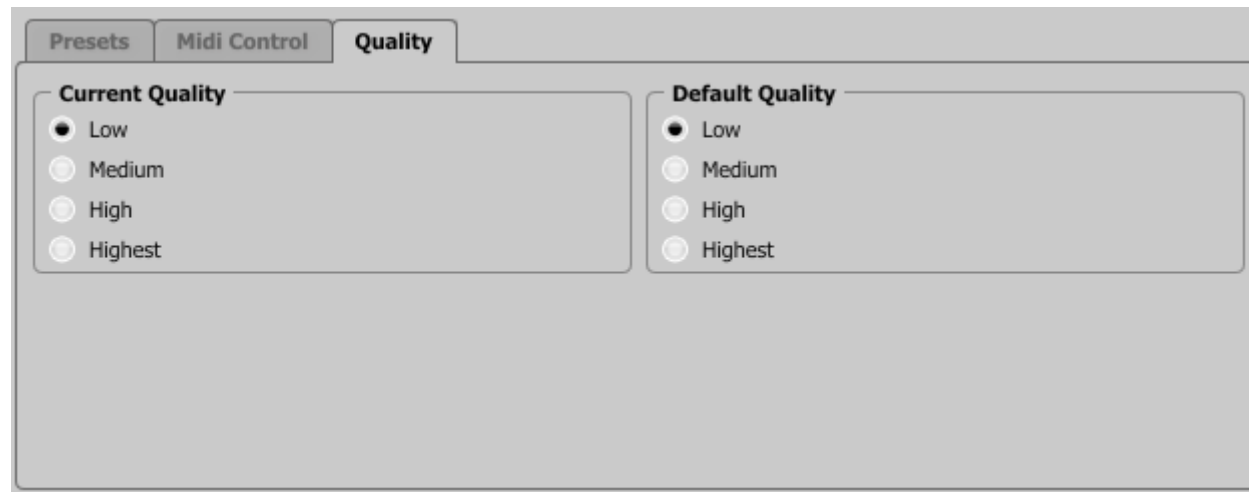 Presets Midi Control Quality
Current Quality
Low
Medium
High
Highest
Default Quality
Low
Medium
High
Highest